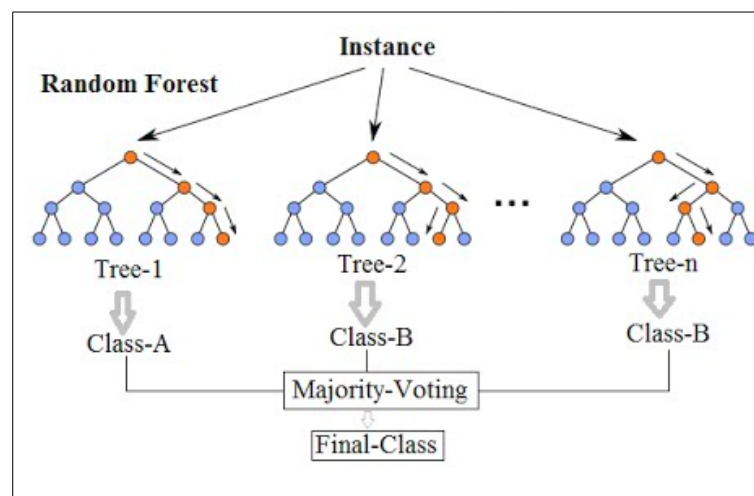 Instance
Random Forest
...
Tree-1
Tree-2
Tree-n
Class-A
Class-B
Class-B
Majority-Voting
Final-Class